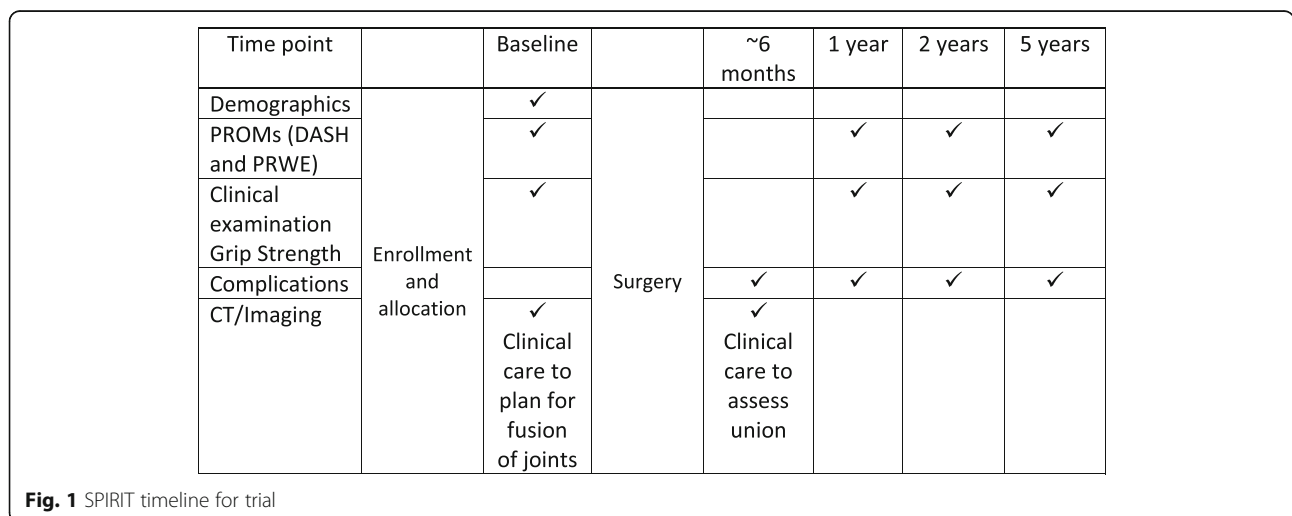 Time point Baseline ~6 months 1 year 2 years 5 years
Demographics ✓
PROMs (DASH and PRWE) ✓ ✓ ✓ ✓
Clinical examination Grip Strength ✓ ✓ ✓ ✓
Enrollment and allocation
Surgery
Complications ✓ ✓ ✓ ✓
CT/Imaging ✓ Clinical care to plan for fusion of joints ✓ Clinical care to assess union
Fig. 1 SPIRIT timeline for trial